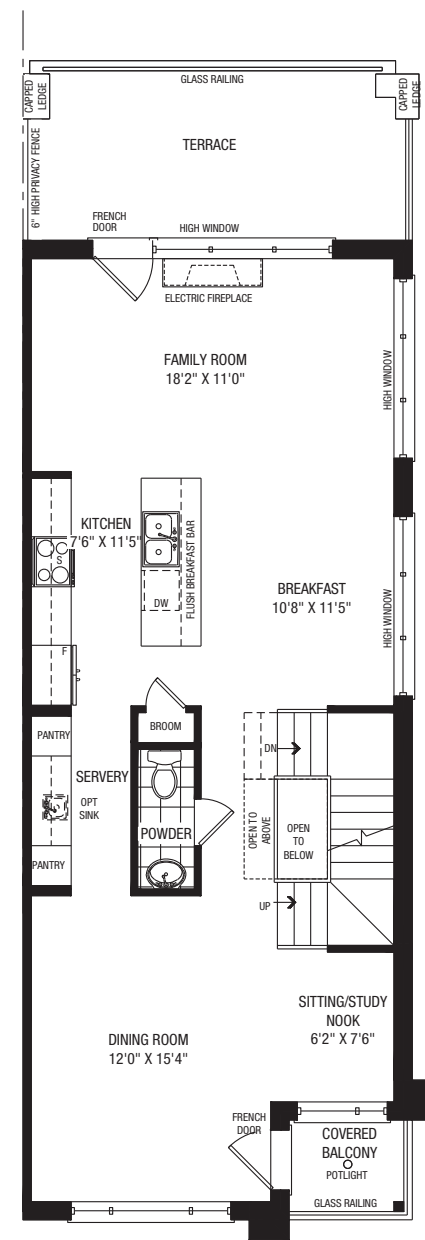 GLASS RAILING
CAPPED
LEDGE
CAPPED
LEDGE
TERRACE
6" HIGH PRIVACY FENCE
FRENCH
DOOR
HIGH WINDOW
ELECTRIC FIREPLACE
FAMILY ROOM
18'2" X 11'0"
HIGH WINDOW
KITCHEN
7'6" X 11'5"
S
DW
FLUSH BREAKFAST BAR
BREAKFAST
10'8" X 11'5"
HIGH WINDOW
F
BROOM
PANTRY
DN
SERVERY
OPT
SINK
POWDER
OPEN TO
ABOVE
OPEN
TO
BELOW
PANTRY
UP
SITTING/STUDY
NOOK
6'2" X 7'6"
DINING ROOM
12'0" X 15'4"
FRENCH
DOOR
COVERED
BALCONY
POTLIGHT
GLASS RAILING